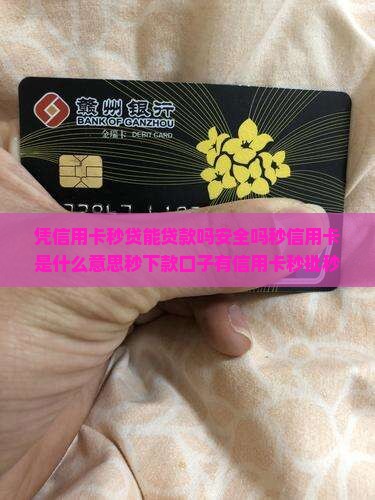 赣州银行
BANK OF GANZHOU
金瑞卡 DEBIT CARD
凭信用卡秒贷能贷款吗安全吗秒信用卡
是什么意思秒下款口子有信用卡秒批秒